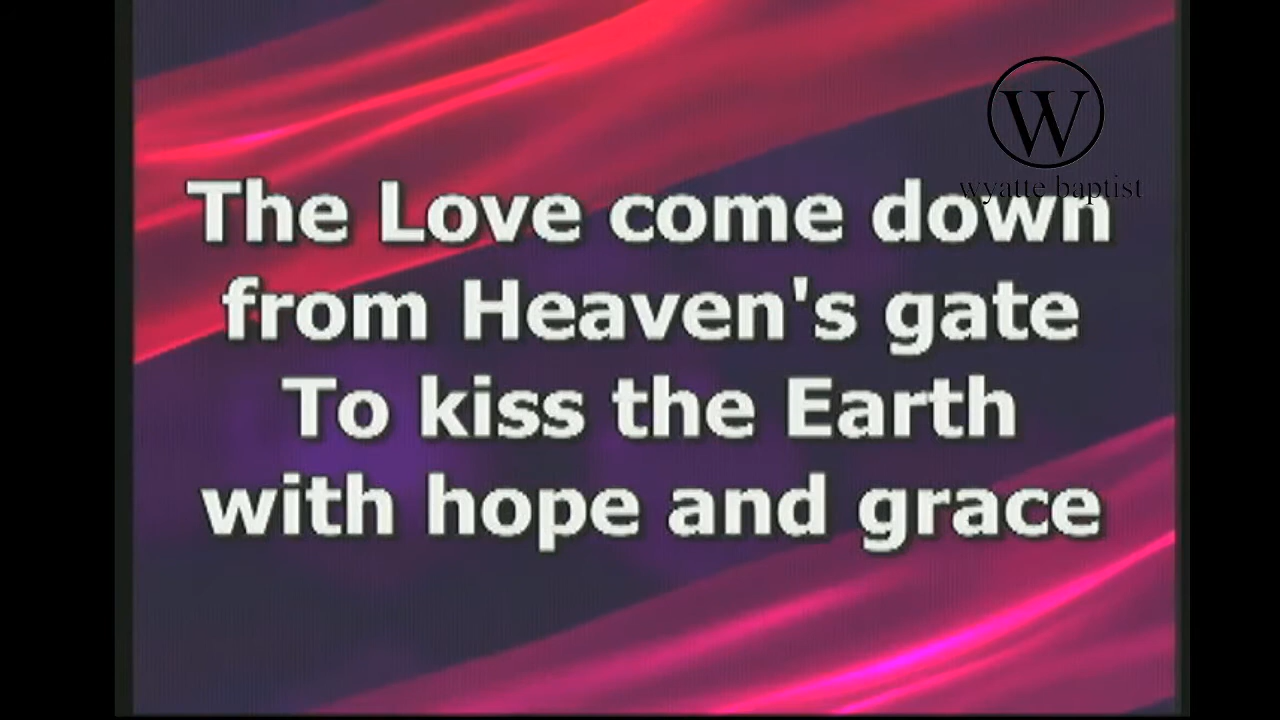 W
wyatte baptist
The Love come down
from Heaven's gate
To kiss the Earth
with hope and grace